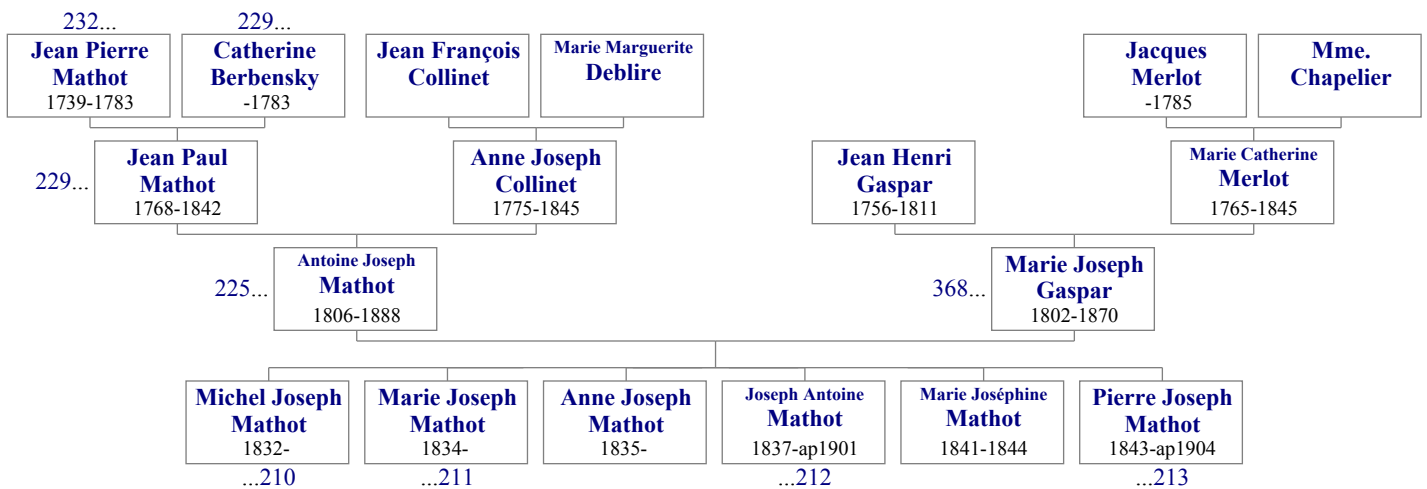 232...
229...
Jean Pierre
Mathot
1739-1783
Catherine
Berbensky
-1783
Jean François
Collinet
Marie Marguerite
Deblire
Jacques
Merlot
-1785
Mme.
Chapelier
229...
Jean Paul
Mathot
1768-1842
Anne Joseph
Collinet
1775-1845
Jean Henri
Gaspar
1756-1811
Marie Catherine
Merlot
1765-1845
225...
Antoine Joseph
Mathot
1806-1888
368...
Marie Joseph
Gaspar
1802-1870
Michel Joseph
Mathot
1832-
Marie Joseph
Mathot
1834-
Anne Joseph
Mathot
1835-
Joseph Antoine
Mathot
1837-ap1901
Marie Joséphine
Mathot
1841-1844
Pierre Joseph
Mathot
1843-ap1904
...210
...211
...212
...213